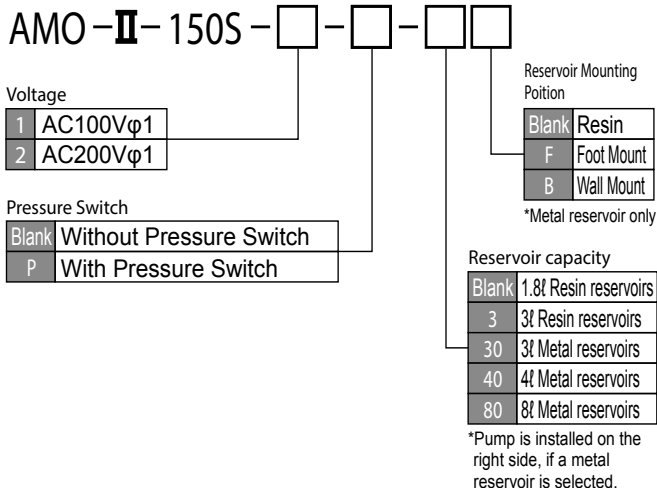 AMO-Ⅱ-150S-□-□-□□
Voltage
1 AC100Vφ1
2 AC200Vφ1
Pressure Switch
Blank Without Pressure Switch
P With Pressure Switch
Reservoir Mounting
Poition
Blank Resin
F Foot Mount
B Wall Mount
*Metal reservoir only
Reservoir capacity
Blank 1.8ℓ Resin reservoirs
3 3ℓ Resin reservoirs
30 3ℓ Metal reservoirs
40 4ℓ Metal reservoirs
80 8ℓ Metal reservoirs
*Pump is installed on the
right side, if a metal
reservoir is selected.